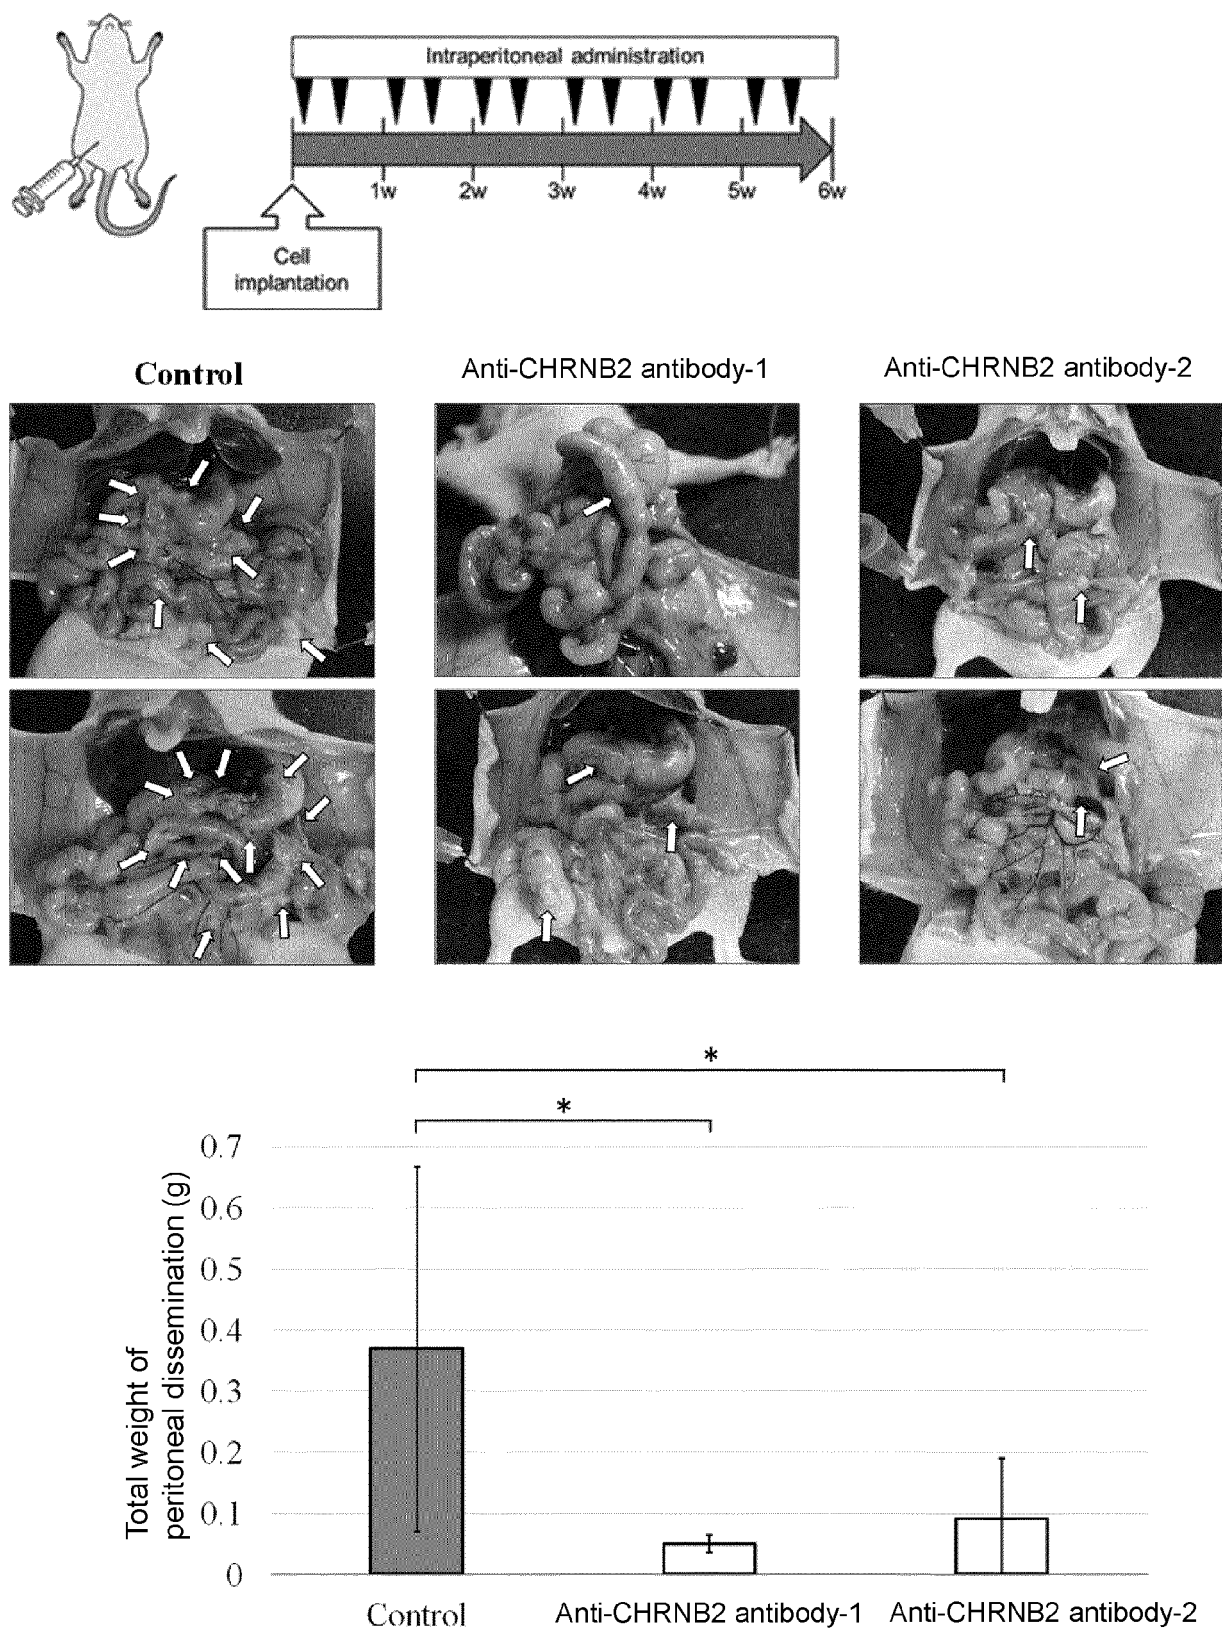 Intraperitoneal administration
1w 2w 3w 4w 5w 6w
Cell
implantation
Control Anti-CHRNB2 antibody-1 Anti-CHRNB2 antibody-2
*
*
0.7
0.6
0.5
0.4
0.3
0.2
0.1
0
Total weight of
peritoneal dissemination (g)
Control Anti-CHRNB2 antibody-1 Anti-CHRNB2 antibody-2